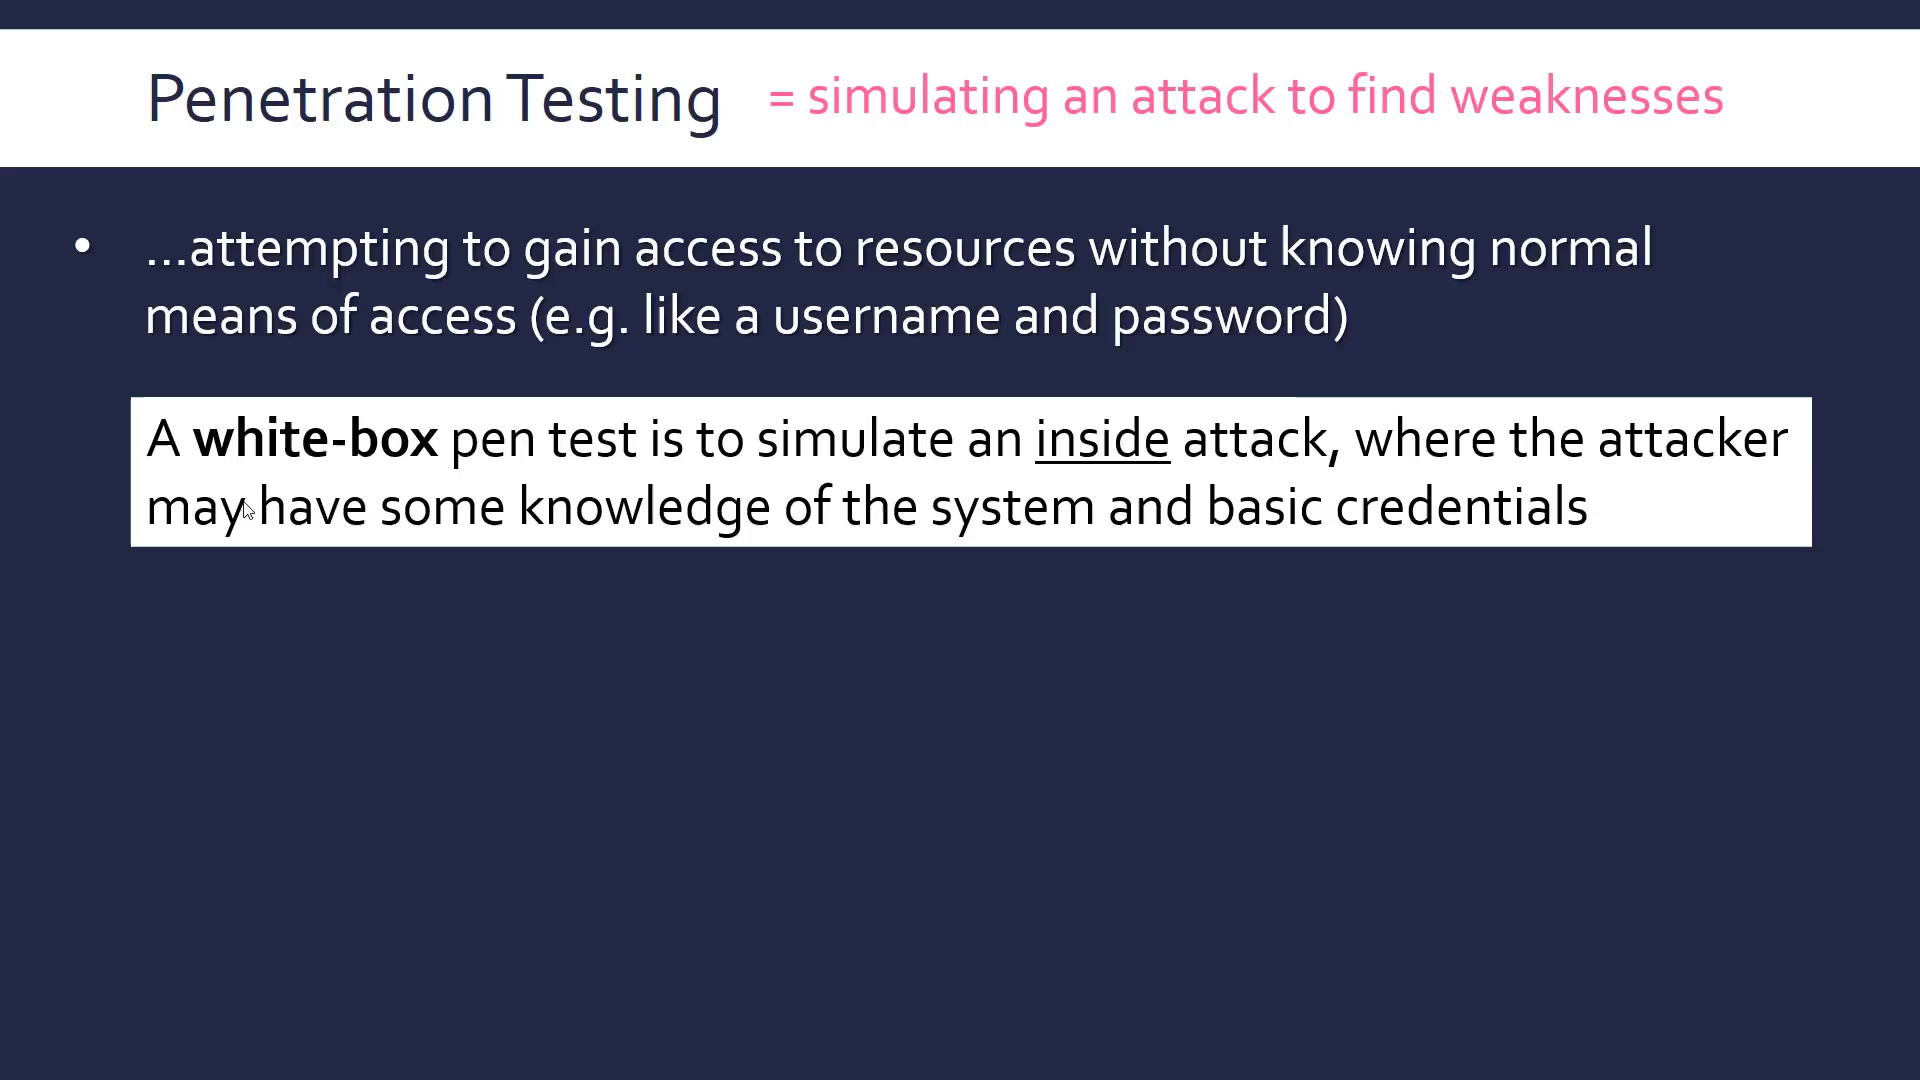 Penetration Testing = simulating an attack to find weaknesses
• ...attempting to gain access to resources without knowing normal
means of access (e.g. like a username and password)
A white-box pen test is to simulate an inside attack, where the attacker
may have some knowledge of the system and basic credentials